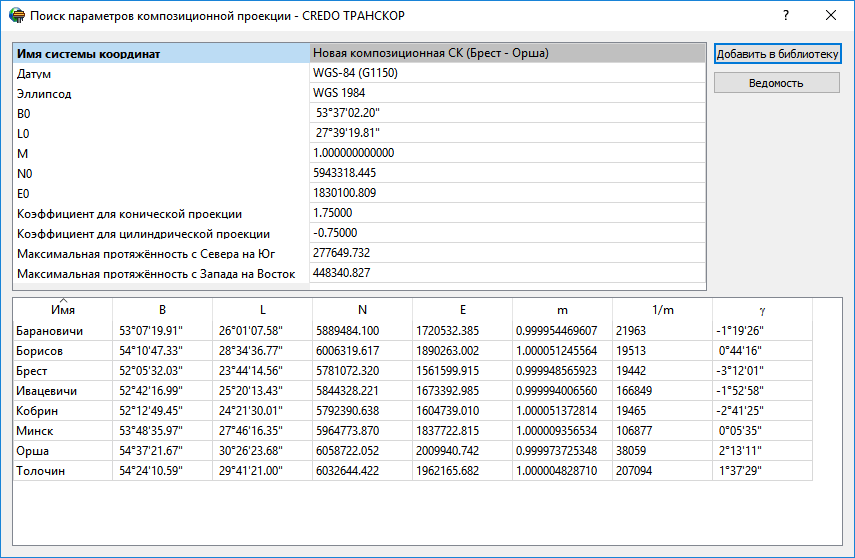 Поиск параметров композиционной проекции - CREDO ТРАНСКОР ?
Имя системы координат Новая композиционная СК (Брест - Орша) Добавить в библиотеку
Датум WGS-84 (G1150)
Эллипсод WGS 1984 Ведомость
B0 53°37'02.20"
L0 27°39'19.81"
M 1.000000000000
N0 5943318.445
E0 1830100.809
Коэффициент для конической проекции 1.75000
Коэффициент для цилиндрической проекции -0.75000
Максимальная протяжённость с Севера на Юг 277649.732
Максимальная протяжённость с Запада на Восток 448340.827
Имя B L N E m 1/m γ
Барановичи 53°07'19.91" 26°01'07.58" 5889484.100 1720532.385 0.999954469607 21963 -1°19'26"
Борисов 54°10'47.33" 28°34'36.77" 6006319.617 1890263.002 1.000051245564 19513 0°44'16"
Брест 52°05'32.03" 23°44'14.56" 5781072.320 1561599.915 0.999948565923 19442 -3°12'01"
Ивацевичи 52°42'16.99" 25°20'13.43" 5844328.221 1673392.985 0.999994006560 166849 -1°52'58"
Кобрин 52°12'49.45" 24°21'30.01" 5792390.638 1604739.010 1.000051372814 19465 -2°41'25"
Минск 53°48'35.97" 27°46'16.35" 5964773.870 1837722.815 1.000009356534 106877 0°05'35"
Орша 54°37'21.67" 30°26'23.68" 6058722.052 2009940.742 0.999973725348 38059 2°13'11"
Толочин 54°24'10.59" 29°41'21.00" 6032644.422 1962165.682 1.000004828710 207094 1°37'29"